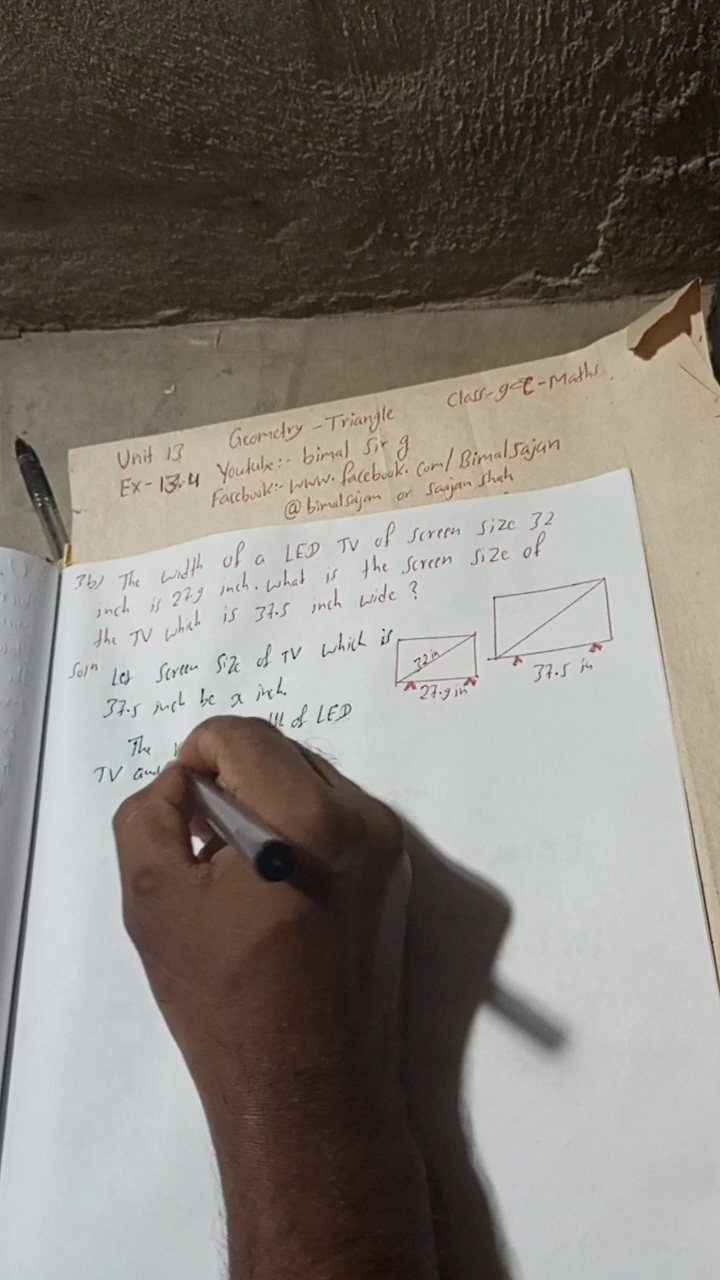 Unit 13 Geometry - Triangle Class-9 - Maths
Ex-13.4 Youtube:- bimal Sir g
Facebook:- www.facebook.com/Bimalsajan
@bimalsajan or Saajan Shah
3b) The width of a LED TV of screen size 32
inch is 27.9 inch. what is the screen size of
the TV which is 37.5 inch wide ?
Soln Let screen size of TV which is
37.5 inch be x inch.
32 in
27.9 in
37.5 in
The of LED
TV and